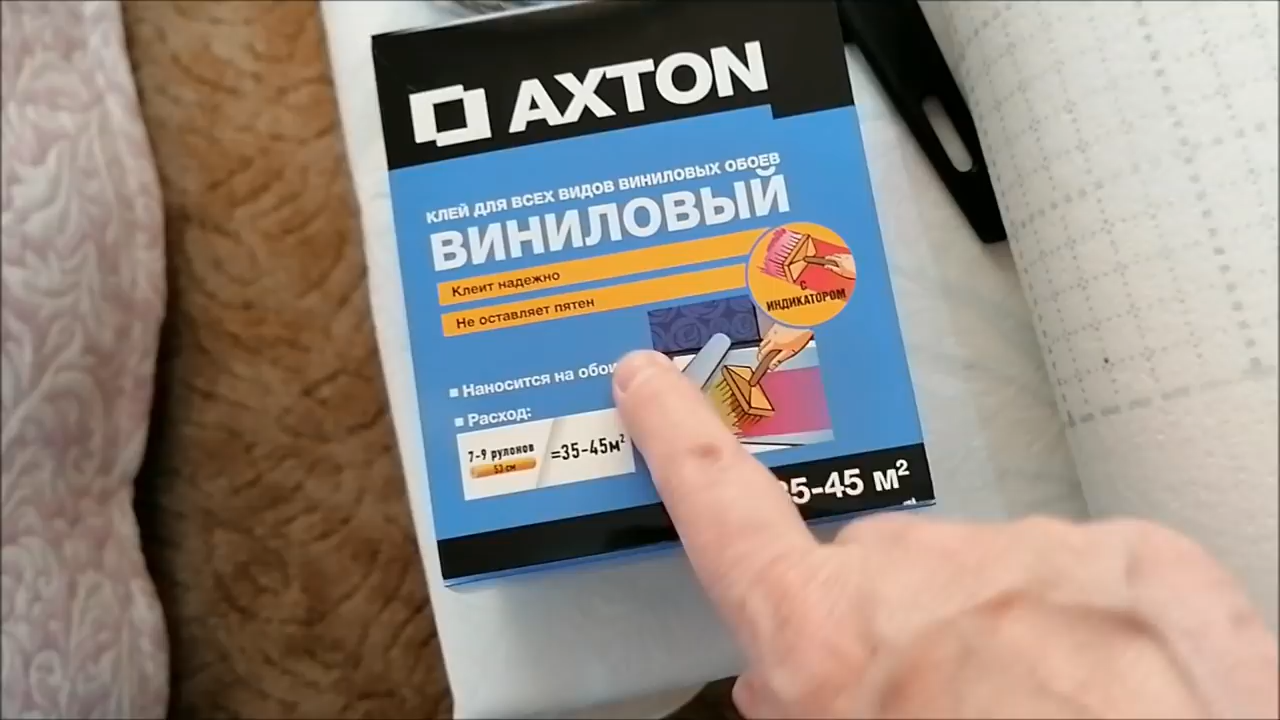 AXTON
КЛЕЙ ДЛЯ ВСЕХ ВИДОВ ВИНИЛОВЫХ ОБОЕВ
ВИНИЛОВЫЙ
Клеит надежно
Не оставляет пятен
С
ИНДИКАТОРОМ
▪ Наносится на обои
▪ Расход:
7-9 рулонов
53 см
=35-45м²
35-45 м²